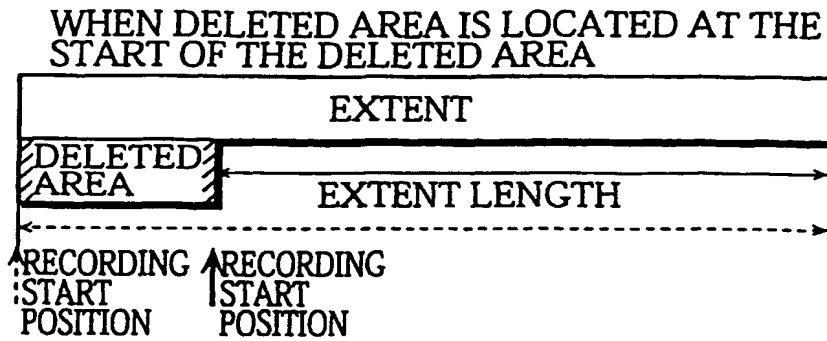 WHEN DELETED AREA IS LOCATED AT THE
START OF THE DELETED AREA
EXTENT
DELETED
AREA
EXTENT LENGTH
RECORDING
START
POSITION
RECORDING
START
POSITION